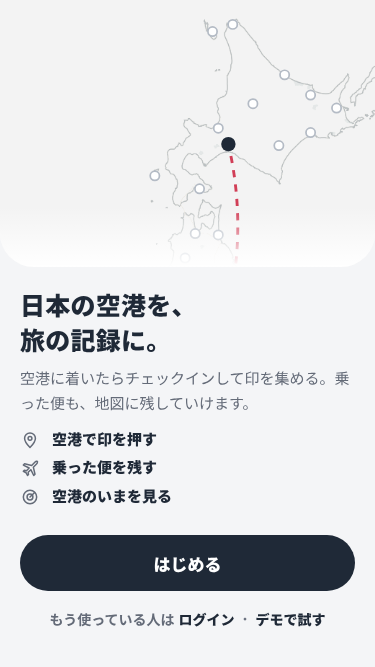 日本の空港を、
旅の記録に。
空港に着いたらチェックインして印を集める。乗
った便も、地図に残していけます。
空港で印を押す
乗った便を残す
空港のいまを見る
はじめる
もう使っている人は ログイン · デモで試す